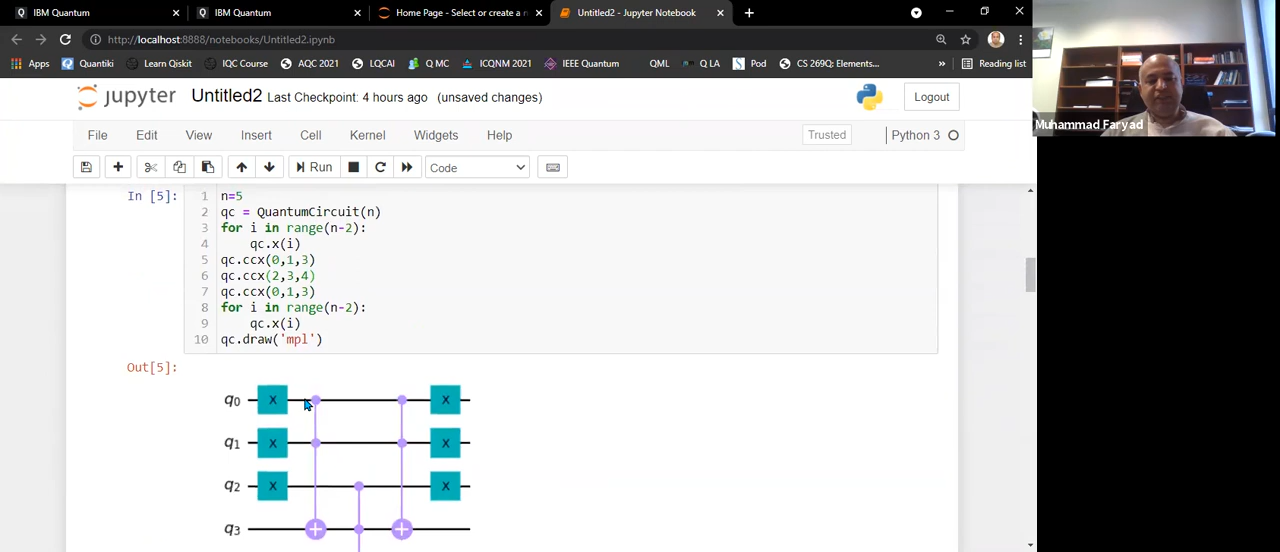 IBM Quantum
IBM Quantum
Home Page - Select or create a n
Untitled2 - Jupyter Notebook
http://localhost:8888/notebooks/Untitled2.ipynb
Apps Quantiki Learn Qiskit IQC Course AQC 2021 LQCAI Q MC ICQNM 2021 IEEE Quantum QML Q LA Pod CS 269Q: Elements... » Reading list
jupyter Untitled2 Last Checkpoint: 4 hours ago (unsaved changes) Logout
File Edit View Insert Cell Kernel Widgets Help Trusted Python 3
Run Code
In [5]:
1 n=5
2 qc = QuantumCircuit(n)
3 for i in range(n-2):
4 qc.x(i)
5 qc.ccx(0,1,3)
6 qc.ccx(2,3,4)
7 qc.ccx(0,1,3)
8 for i in range(n-2):
9 qc.x(i)
10 qc.draw('mpl')
Out[5]:
q0 X X
q1 X X
q2 X X
q3
Muhammad Faryad